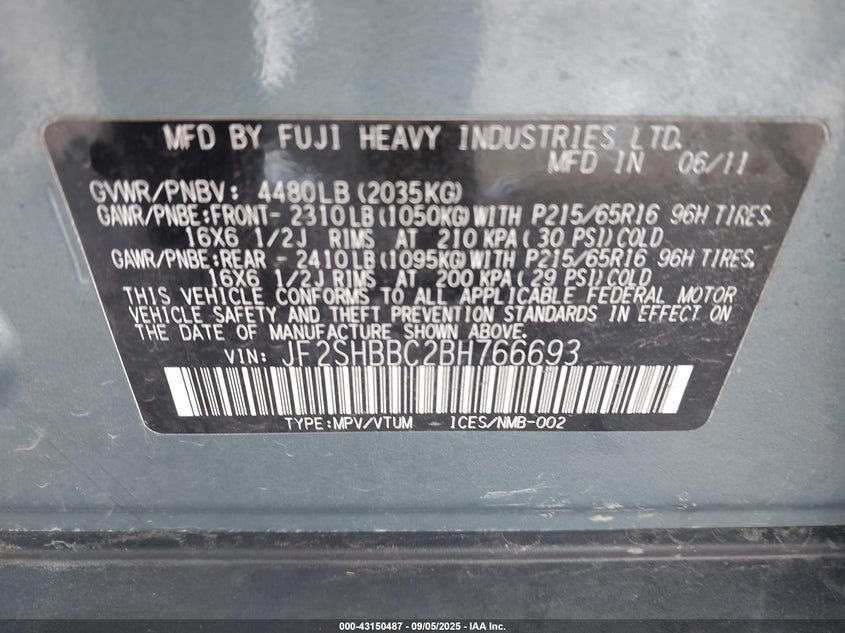 MFD BY FUJI HEAVY INDUSTRIES LTD.
MFD IN 06/11
GVWR/PNBV: 4480LB(2035KG)
GAWR/PNBE:FRONT- 2310LB(1050KG)WITH P215/65R16 96H TIRES,
16X6 1/2J RIMS AT 210 KPA( 30 PSI)COLD
GAWR/PNBE:REAR - 2410LB(1095KG)WITH P215/65R16 96H TIRES,
16X6 1/2J RIMS AT 200 KPA( 29 PSI)COLD
THIS VEHICLE CONFORMS TO ALL APPLICABLE FEDERAL MOTOR
VEHICLE SAFETY AND THEFT PREVENTION STANDARDS IN EFFECT ON
THE DATE OF MANUFACTURE SHOWN ABOVE.
VIN: JF2SHBBC2BH766693
TYPE:MPV/VTUM ICES/NMB-002
000-43150487 - 09/05/2025 - IAA Inc.